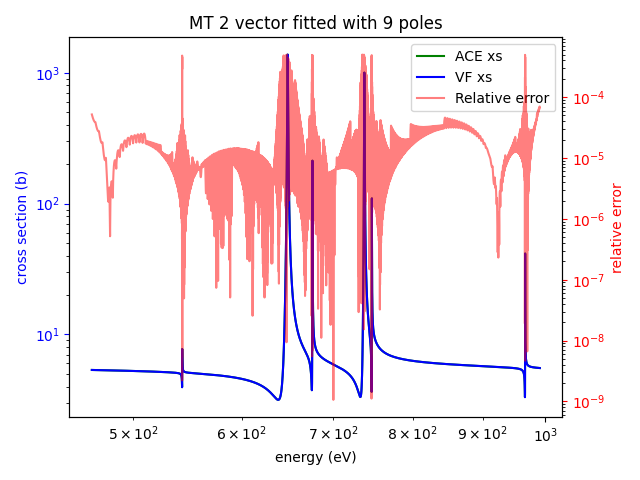 MT 2 vector fitted with 9 poles
ACE xs
VF xs
Relative error
cross section (b)
10³
10²
10¹
relative error
10⁻⁴
10⁻⁵
10⁻⁶
10⁻⁷
10⁻⁸
10⁻⁹
5 × 10² 6 × 10² 7 × 10² 8 × 10² 9 × 10² 10³
energy (eV)